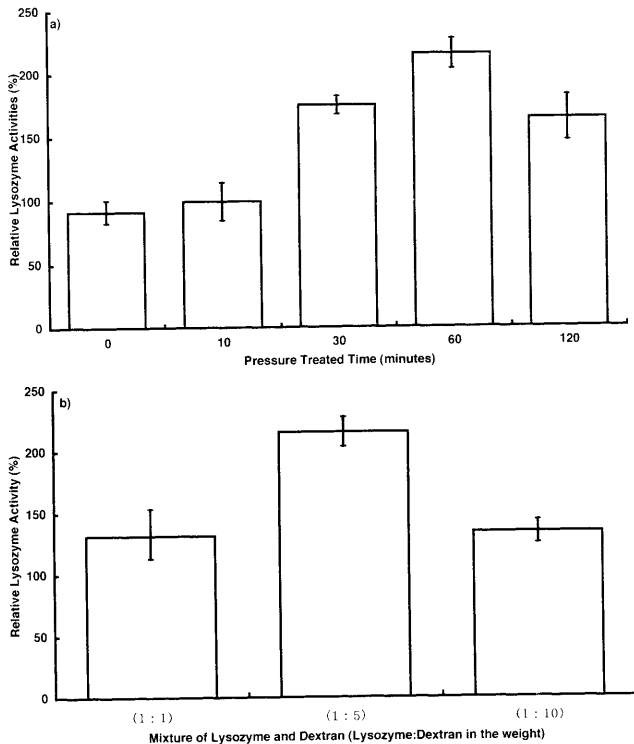 a)
250
200
150
100
50
0
Relative Lysozyme Activities (%)
0 10 30 60 120
Pressure Treated Time (minutes)
b)
250
200
150
100
50
0
Relative Lysozyme Activity (%)
(1 : 1) (1 : 5) (1 : 10)
Mixture of Lysozyme and Dextran (Lysozyme:Dextran in the weight)